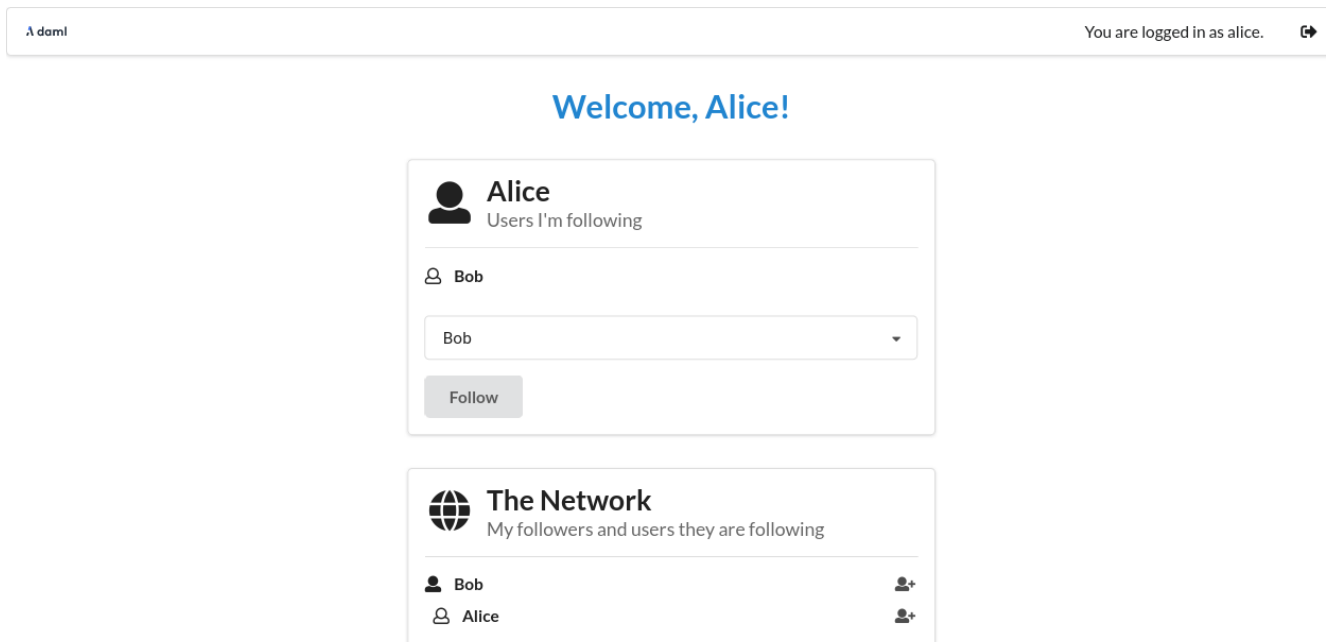 daml
You are logged in as alice.
Welcome, Alice!
Alice
Users I'm following
Bob
Bob
Follow
The Network
My followers and users they are following
Bob
Alice